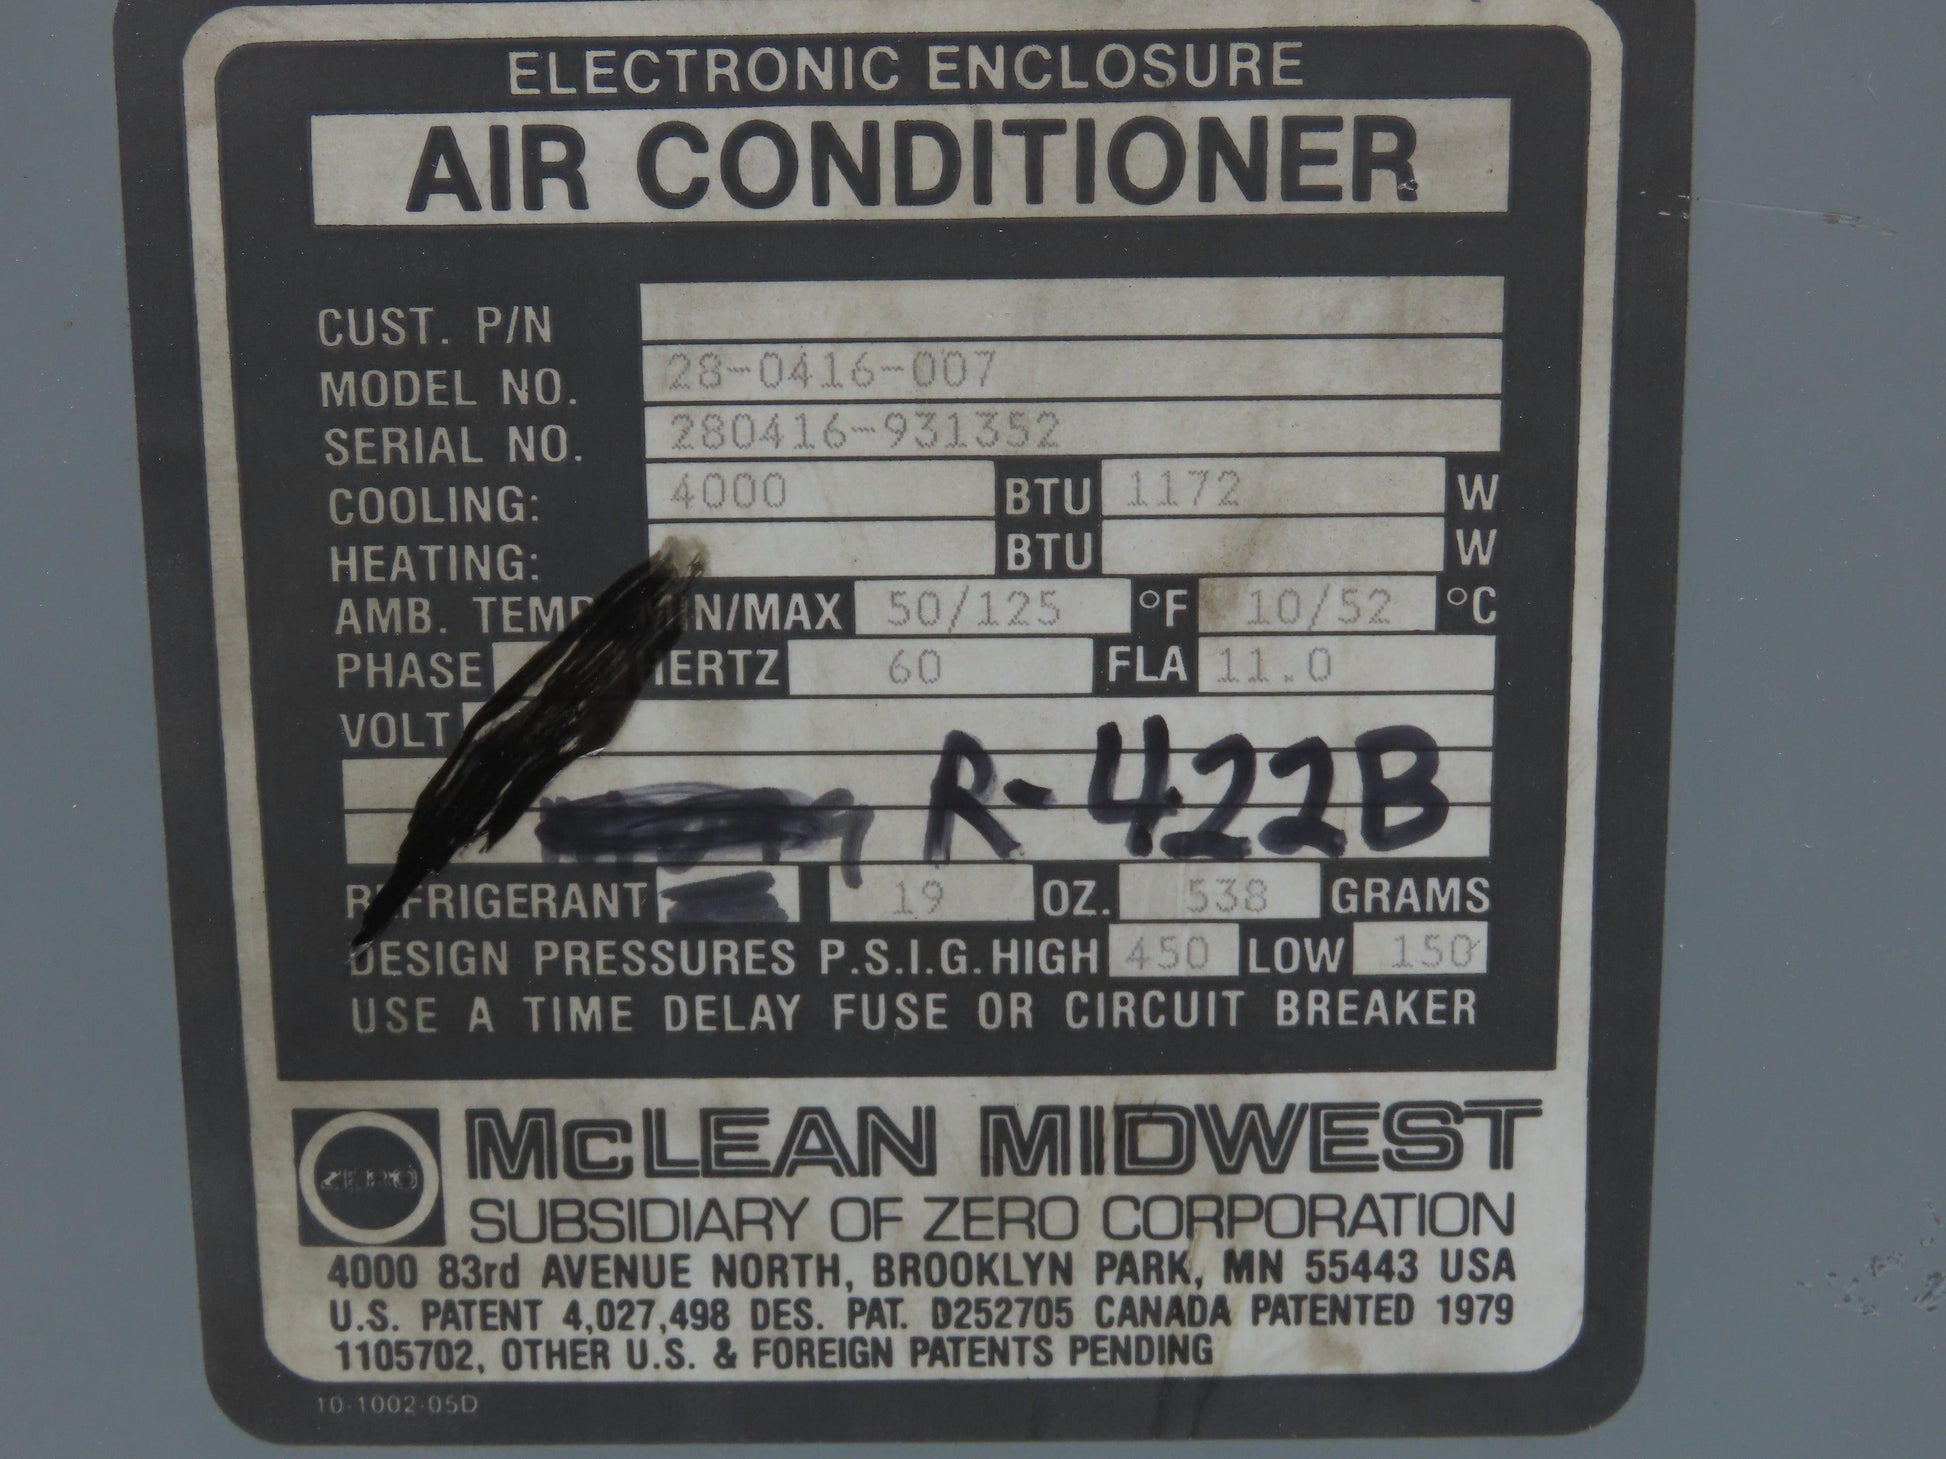 ELECTRONIC ENCLOSURE
AIR CONDITIONER
CUST. P/N
MODEL NO. 28-0416-007
SERIAL NO. 280416-931352
COOLING: 4000 BTU 1172 W
HEATING: BTU W
AMB. TEMP MIN/MAX 50/125 °F 10/52 °C
PHASE HERTZ 60 FLA 11.0
VOLT
R-422B
REFRIGERANT 19 OZ. 538 GRAMS
DESIGN PRESSURES P.S.I.G. HIGH 450 LOW 150
USE A TIME DELAY FUSE OR CIRCUIT BREAKER
ZERO
McLEAN MIDWEST
SUBSIDIARY OF ZERO CORPORATION
4000 83rd AVENUE NORTH, BROOKLYN PARK, MN 55443 USA
U.S. PATENT 4,027,498 DES. PAT. D252705 CANADA PATENTED 1979
1105702, OTHER U.S. & FOREIGN PATENTS PENDING
10-1002-05D